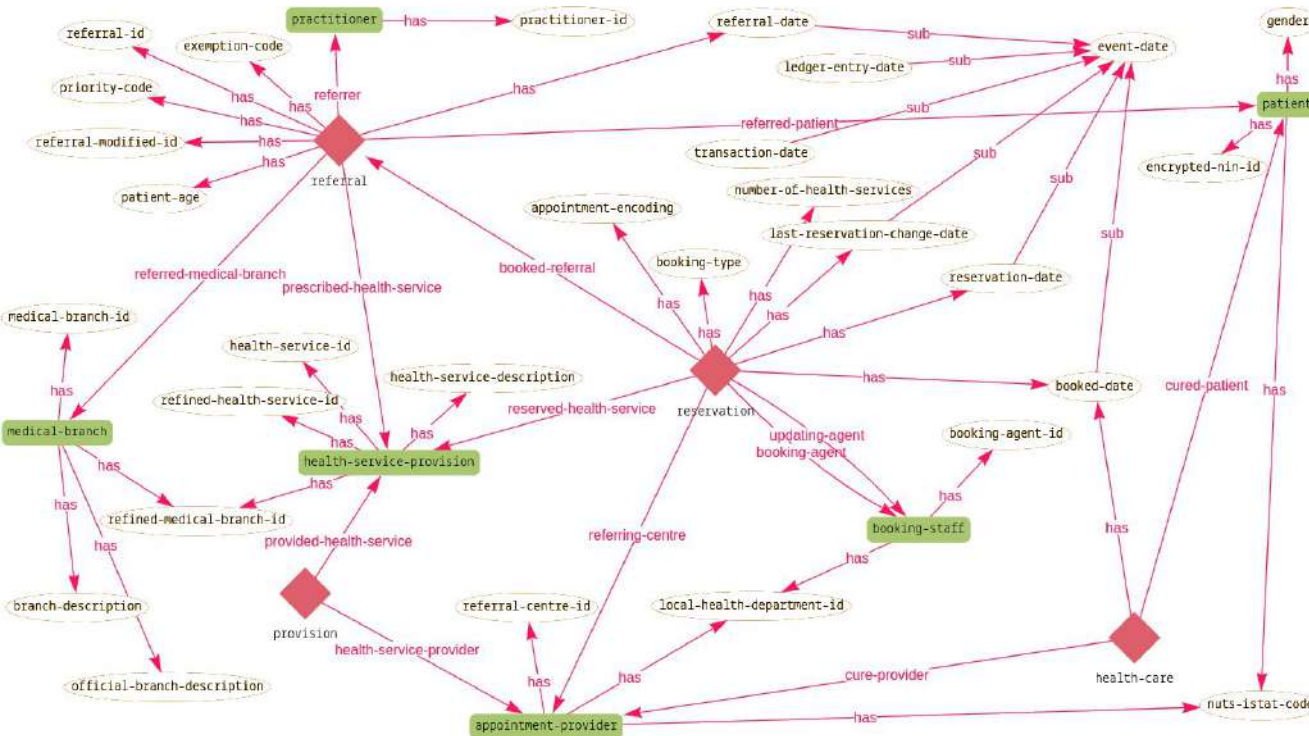 practitioner
has
practitioner-id
referral-date
gender
referral-id
exemption-code
sub
event-date
ledger-entry-date
sub
has
priority-code
has
has
referrer
has
sub
patient
has
referred-patient
has
referral-modified-id
has
transaction-date
encrypted-nin-id
has
referral
number-of-health-services
sub
patient-age
appointment-encoding
sub
last-reservation-change-date
referred-medical-branch
booked-referral
booking-type
reservation-date
sub
prescribed-health-service
has
has
medical-branch-id
has
has
has
health-service-id
health-service-description
has
booked-date
cured-patient
has
has
refined-health-service-id
has
reserved-health-service
reservation
medical-branch
has
has
updating-agent
booking-agent
booking-agent-id
health-service-provision
has
has
has
has
refined-medical-branch-id
booking-staff
has
provided-health-service
referring-centre
has
has
branch-description
referral-centre-id
local-health-department-id
provision
health-service-provider
has
has
cure-provider
health-care
official-branch-description
nuts-istat-code
appointment-provider
has